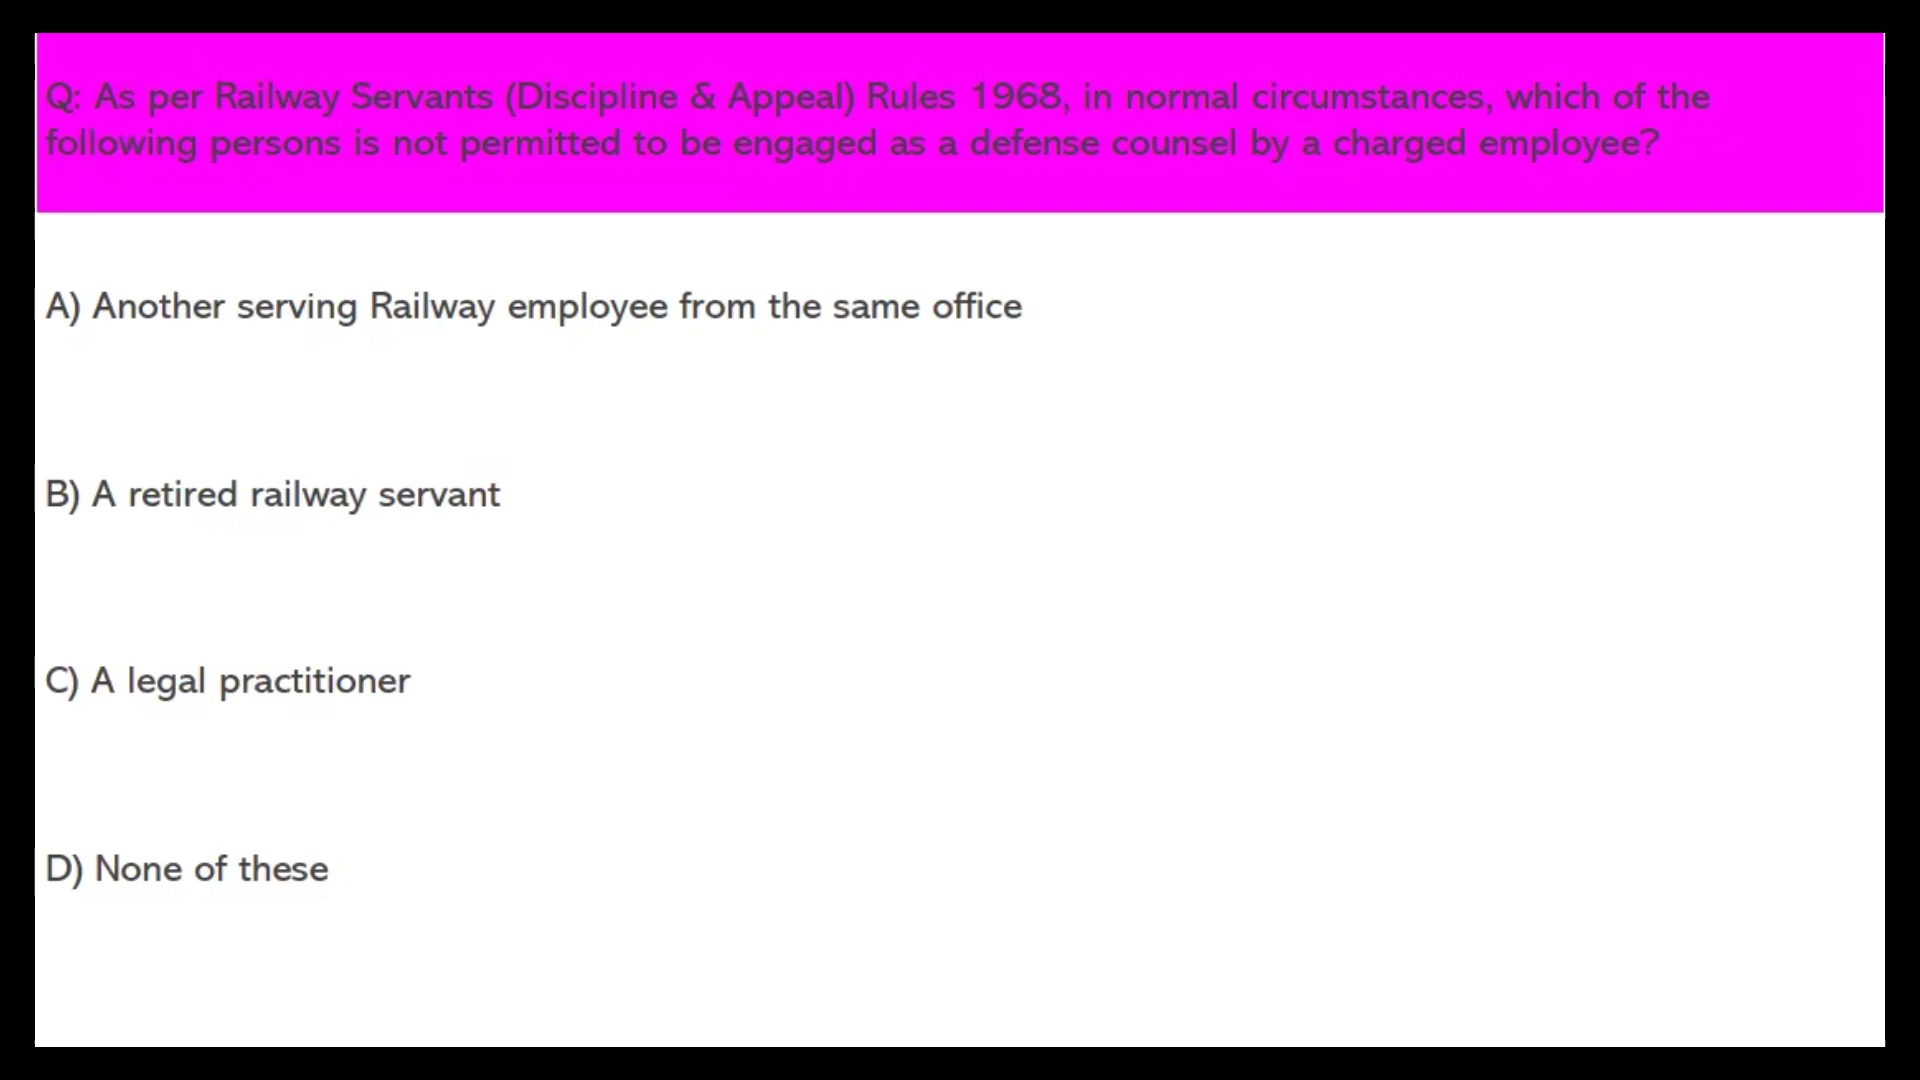 Q: As per Railway Servants (Discipline & Appeal) Rules 1968, in normal circumstances, which of the
following persons is not permitted to be engaged as a defense counsel by a charged employee?
A) Another serving Railway employee from the same office
B) A retired railway servant
C) A legal practitioner
D) None of these